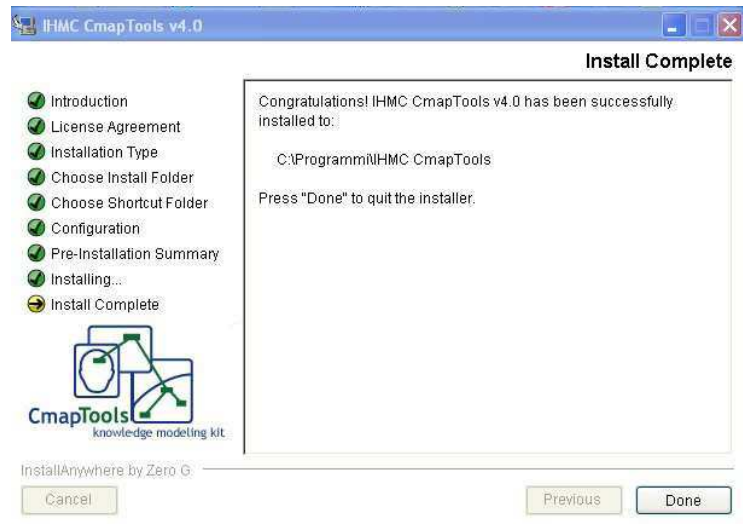 IHMC CmapTools v4.0
Install Complete
Introduction
License Agreement
Installation Type
Choose Install Folder
Choose Shortcut Folder
Configuration
Pre-Installation Summary
Installing...
Install Complete
Congratulations! IHMC CmapTools v4.0 has been successfully
installed to:
C:\Programmi\IHMC CmapTools
Press "Done" to quit the installer.
CmapTools
knowledge modeling kit
InstallAnywhere by Zero G
Cancel
Previous
Done